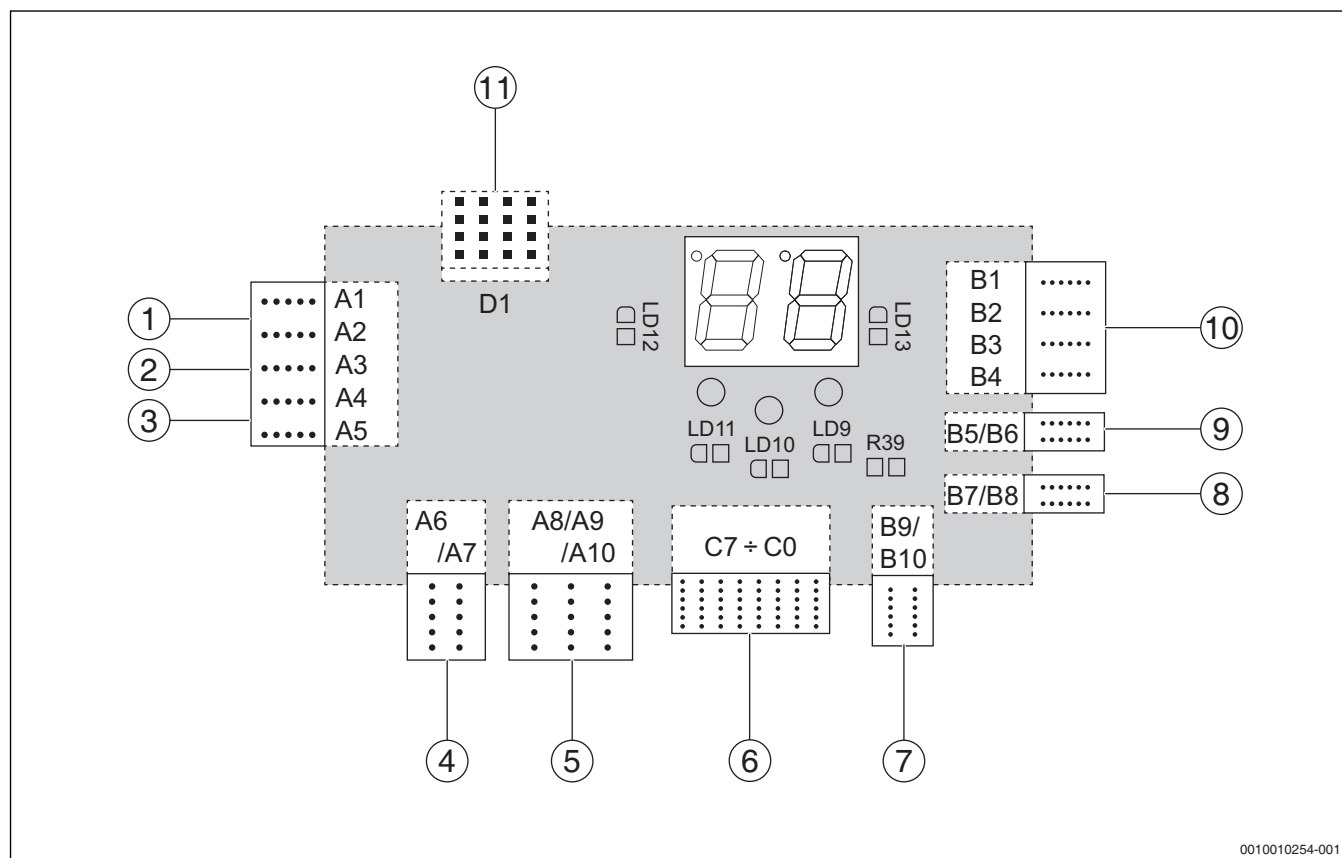 11
D1
1
2
3
A1
A2
A3
A4
A5
LD12
LD13
LD11
LD10
LD9
R39
B1
B2
B3
B4
10
B5/B6
9
B7/B8
8
A6
/A7
A8/A9
/A10
C7 ÷ C0
B9/
B10
4
5
6
7
0010010254-001